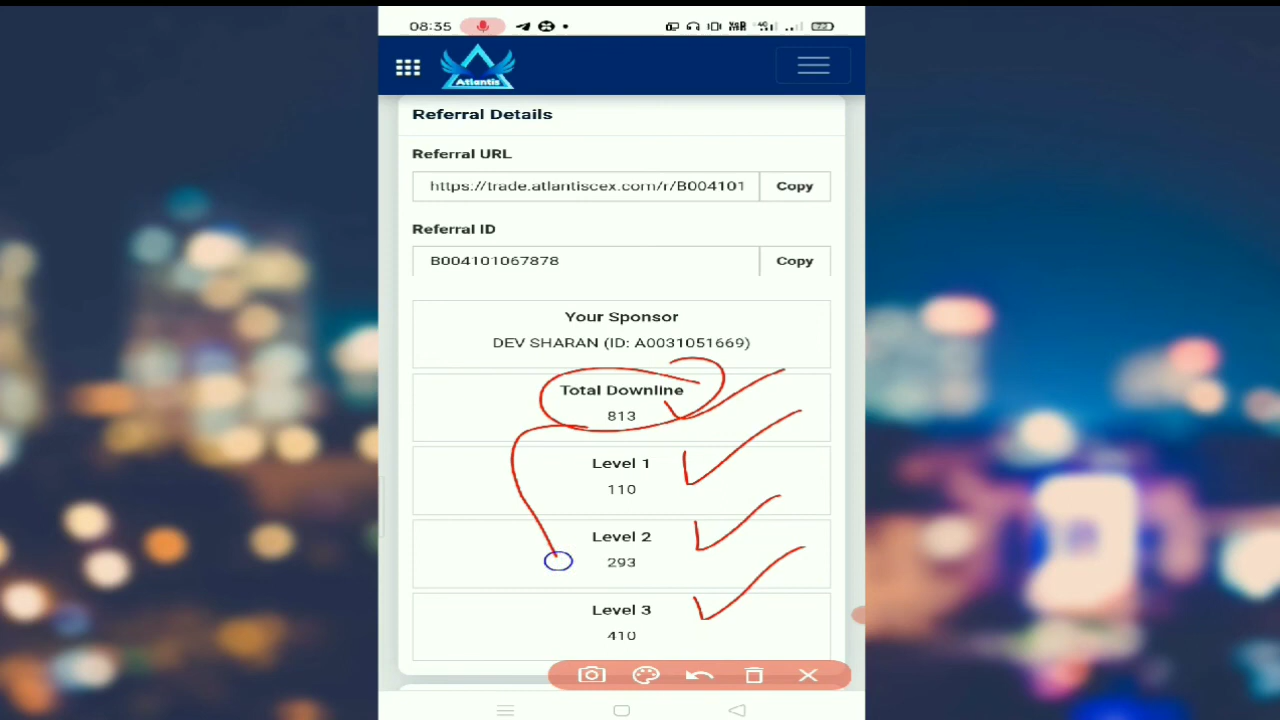 08:35
Atlantis
Referral Details
Referral URL
https://trade.atlantiscex.com/r/B004101
Copy
Referral ID
B004101067878
Copy
Your Sponsor
DEV SHARAN (ID: A0031051669)
Total Downline
813
Level 1
110
Level 2
293
Level 3
410